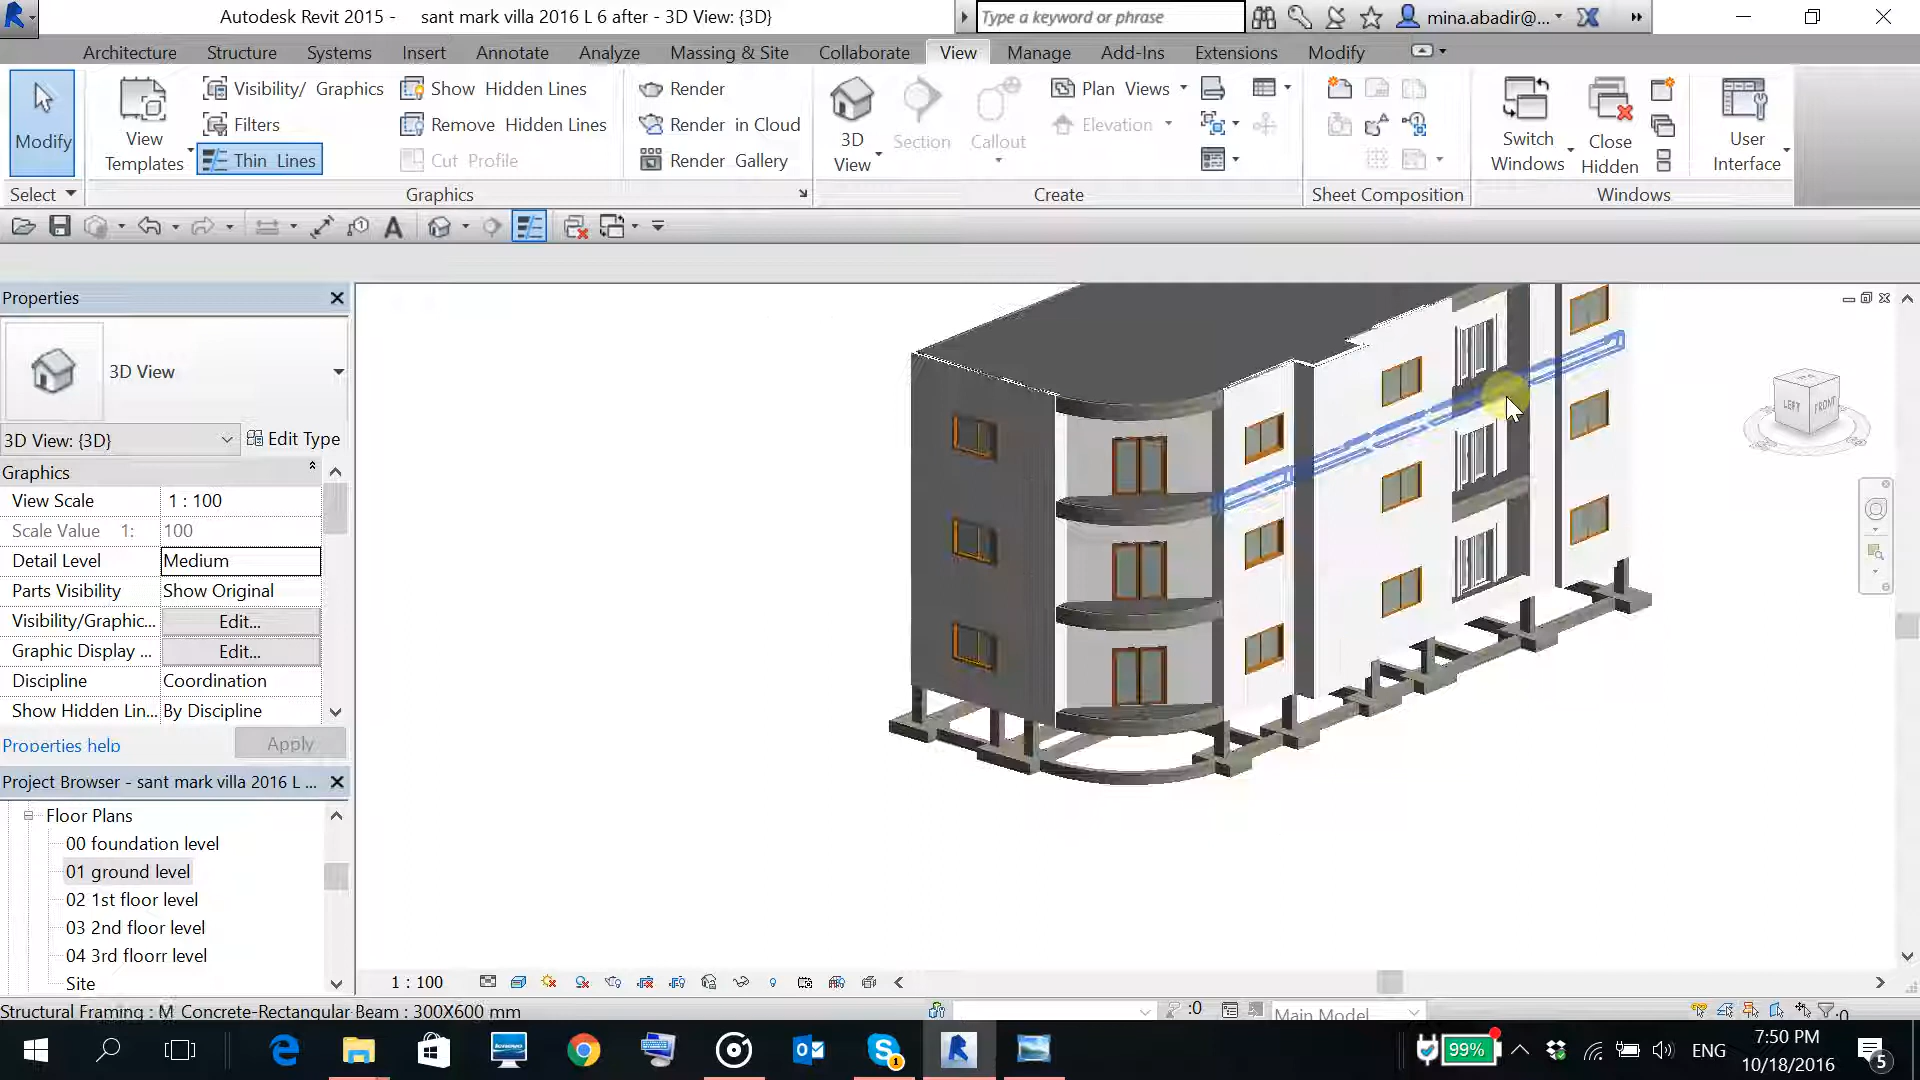 Autodesk Revit 2015 - sant mark villa 2016 L 6 after - 3D View: {3D}
Type a keyword or phrase
mina.abadir@...
Architecture Structure Systems Insert Annotate Analyze Massing & Site Collaborate View Manage Add-Ins Extensions Modify
Modify
View Templates
Visibility/ Graphics
Filters
Thin Lines
Show Hidden Lines
Remove Hidden Lines
Cut Profile
Render
Render in Cloud
Render Gallery
3D View
Section
Callout
Plan Views
Elevation
Switch Windows
Close Hidden
User Interface
Select
Graphics
Create
Sheet Composition
Windows
A
Properties
3D View
3D View: {3D}
Edit Type
Graphics
View Scale 1 : 100
Scale Value 1: 100
Detail Level Medium
Parts Visibility Show Original
Visibility/Graphic... Edit...
Graphic Display ... Edit...
Discipline Coordination
Show Hidden Lin... By Discipline
Properties help
Apply
Project Browser - sant mark villa 2016 L ...
Floor Plans
00 foundation level
01 ground level
02 1st floor level
03 2nd floor level
04 3rd floorr level
Site
LEFT
FRONT
1 : 100
Structural Framing : M_Concrete-Rectangular Beam : 300X600 mm
:0
Main Model
:0
lenovo
99%
ENG
7:50 PM
10/18/2016
1
5